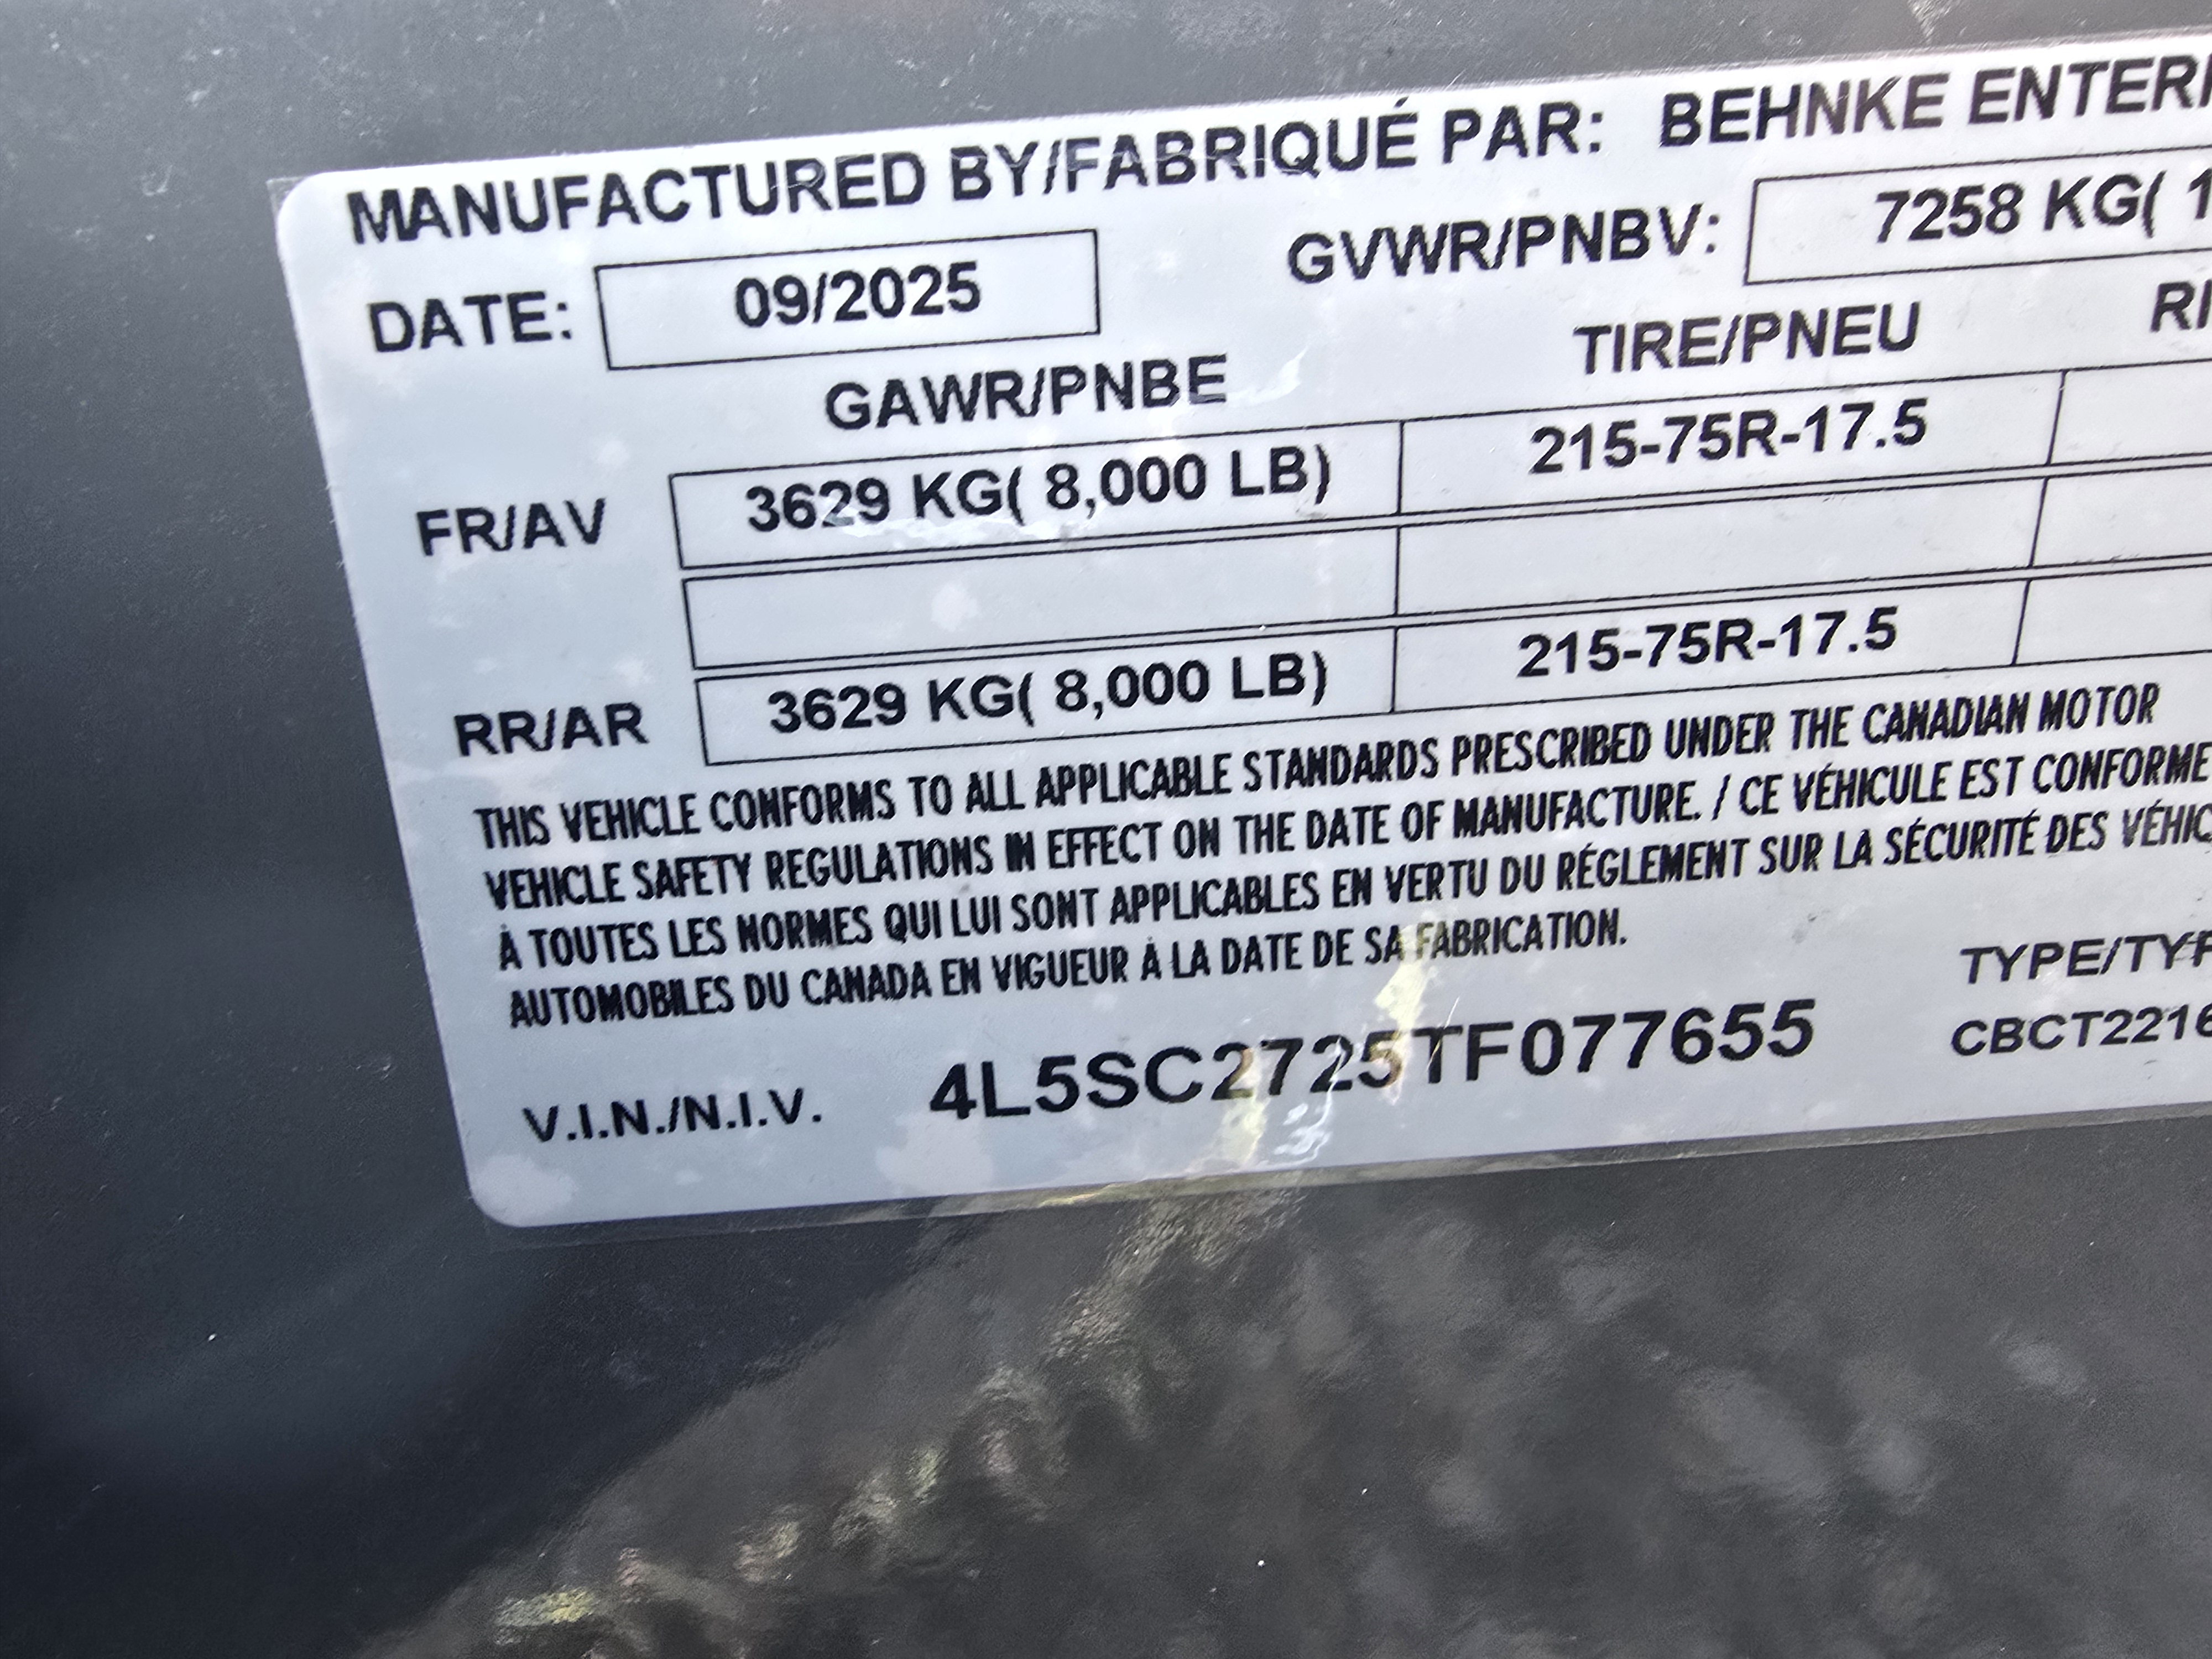 MANUFACTURED BY/FABRIQUÉ PAR: BEHNKE
DATE: 09/2025 GVWR/PNBV: 7258 KG(
GAWR/PNBE TIRE/PNEU
FR/AV 3629 KG( 8,000 LB) 215-75R-17.5
RR/AR 3629 KG( 8,000 LB) 215-75R-17.5
THIS VEHICLE CONFORMS TO ALL APPLICABLE STANDARDS PRESCRIBED UNDER THE CANADIAN MOTOR
VEHICLE SAFETY REGULATIONS IN EFFECT ON THE DATE OF MANUFACTURE. / CE VÉHICULE EST CONFORME
À TOUTES LES NORMES QUI LUI SONT APPLICABLES EN VERTU DU RÉGLEMENT SUR LA SÉCURITÉ DES
AUTOMOBILES DU CANADA EN VIGUEUR À LA DATE DE SA FABRICATION.
V.I.N./N.I.V. 4L5SC2725TF077655 TYPE/
CBCT2216